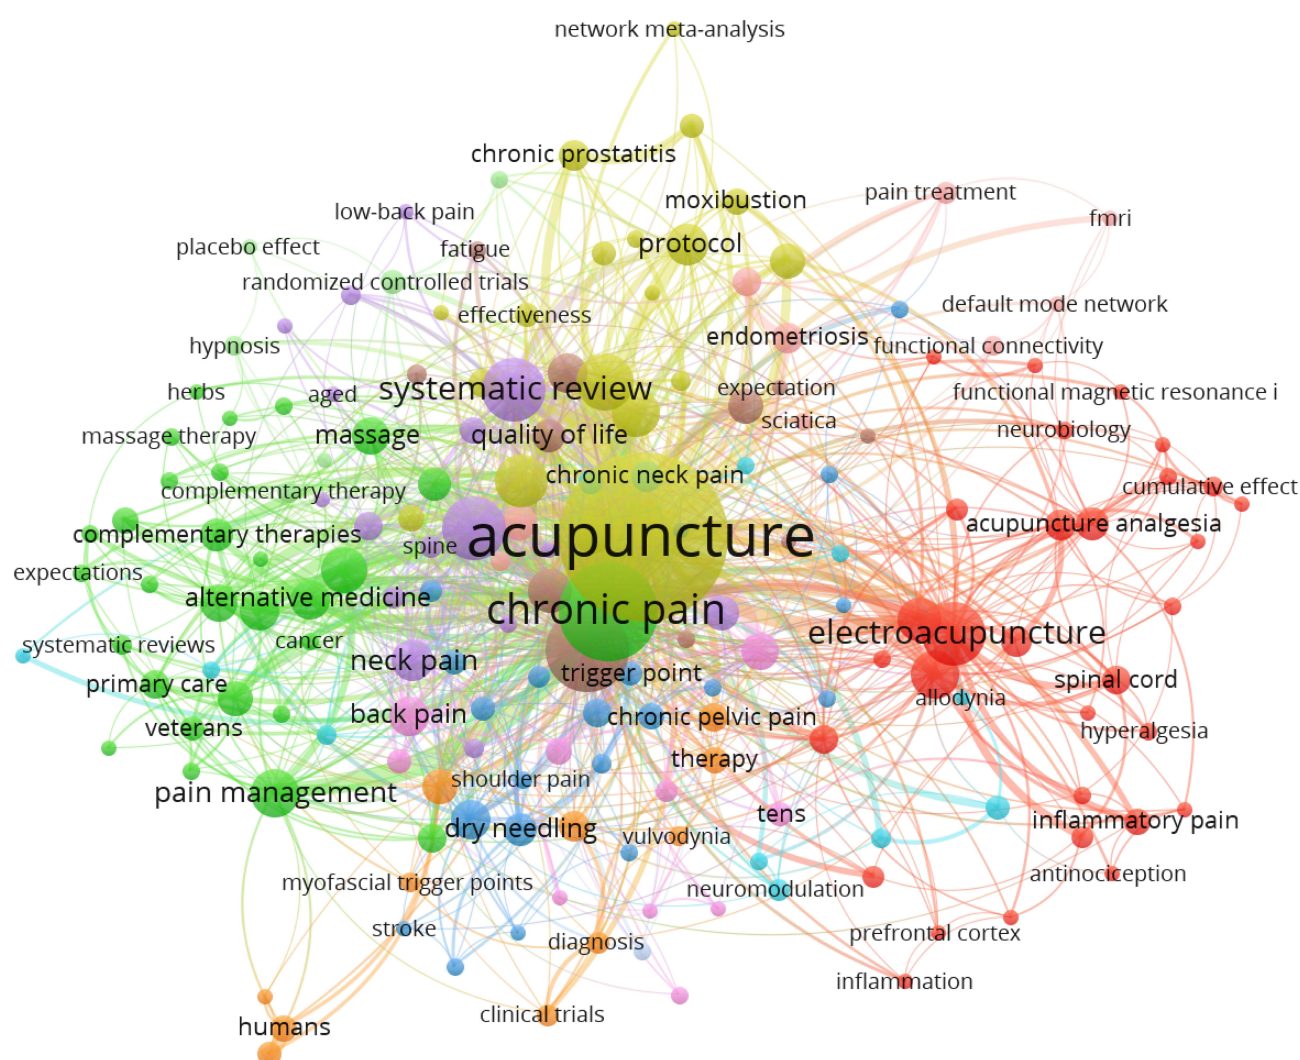 network meta-analysis
chronic prostatitis
pain treatment
moxibustion
low-back pain
fmri
placebo effect
fatigue
protocol
randomized controlled trials
default mode network
effectiveness
endometriosis
hypnosis
functional connectivity
herbs
aged
systematic review
expectation
functional magnetic resonance i
sciatica
massage therapy
massage
quality of life
neurobiology
chronic neck pain
complementary therapy
cumulative effect
acupuncture analgesia
complementary therapies
spine
acupuncture
expectations
alternative medicine
chronic pain
electroacupuncture
systematic reviews
cancer
neck pain
trigger point
primary care
spinal cord
allodynia
back pain
chronic pelvic pain
veterans
hyperalgesia
therapy
shoulder pain
pain management
tens
inflammatory pain
dry needling
vulvodynia
antinociception
myofascial trigger points
neuromodulation
stroke
diagnosis
prefrontal cortex
inflammation
clinical trials
humans